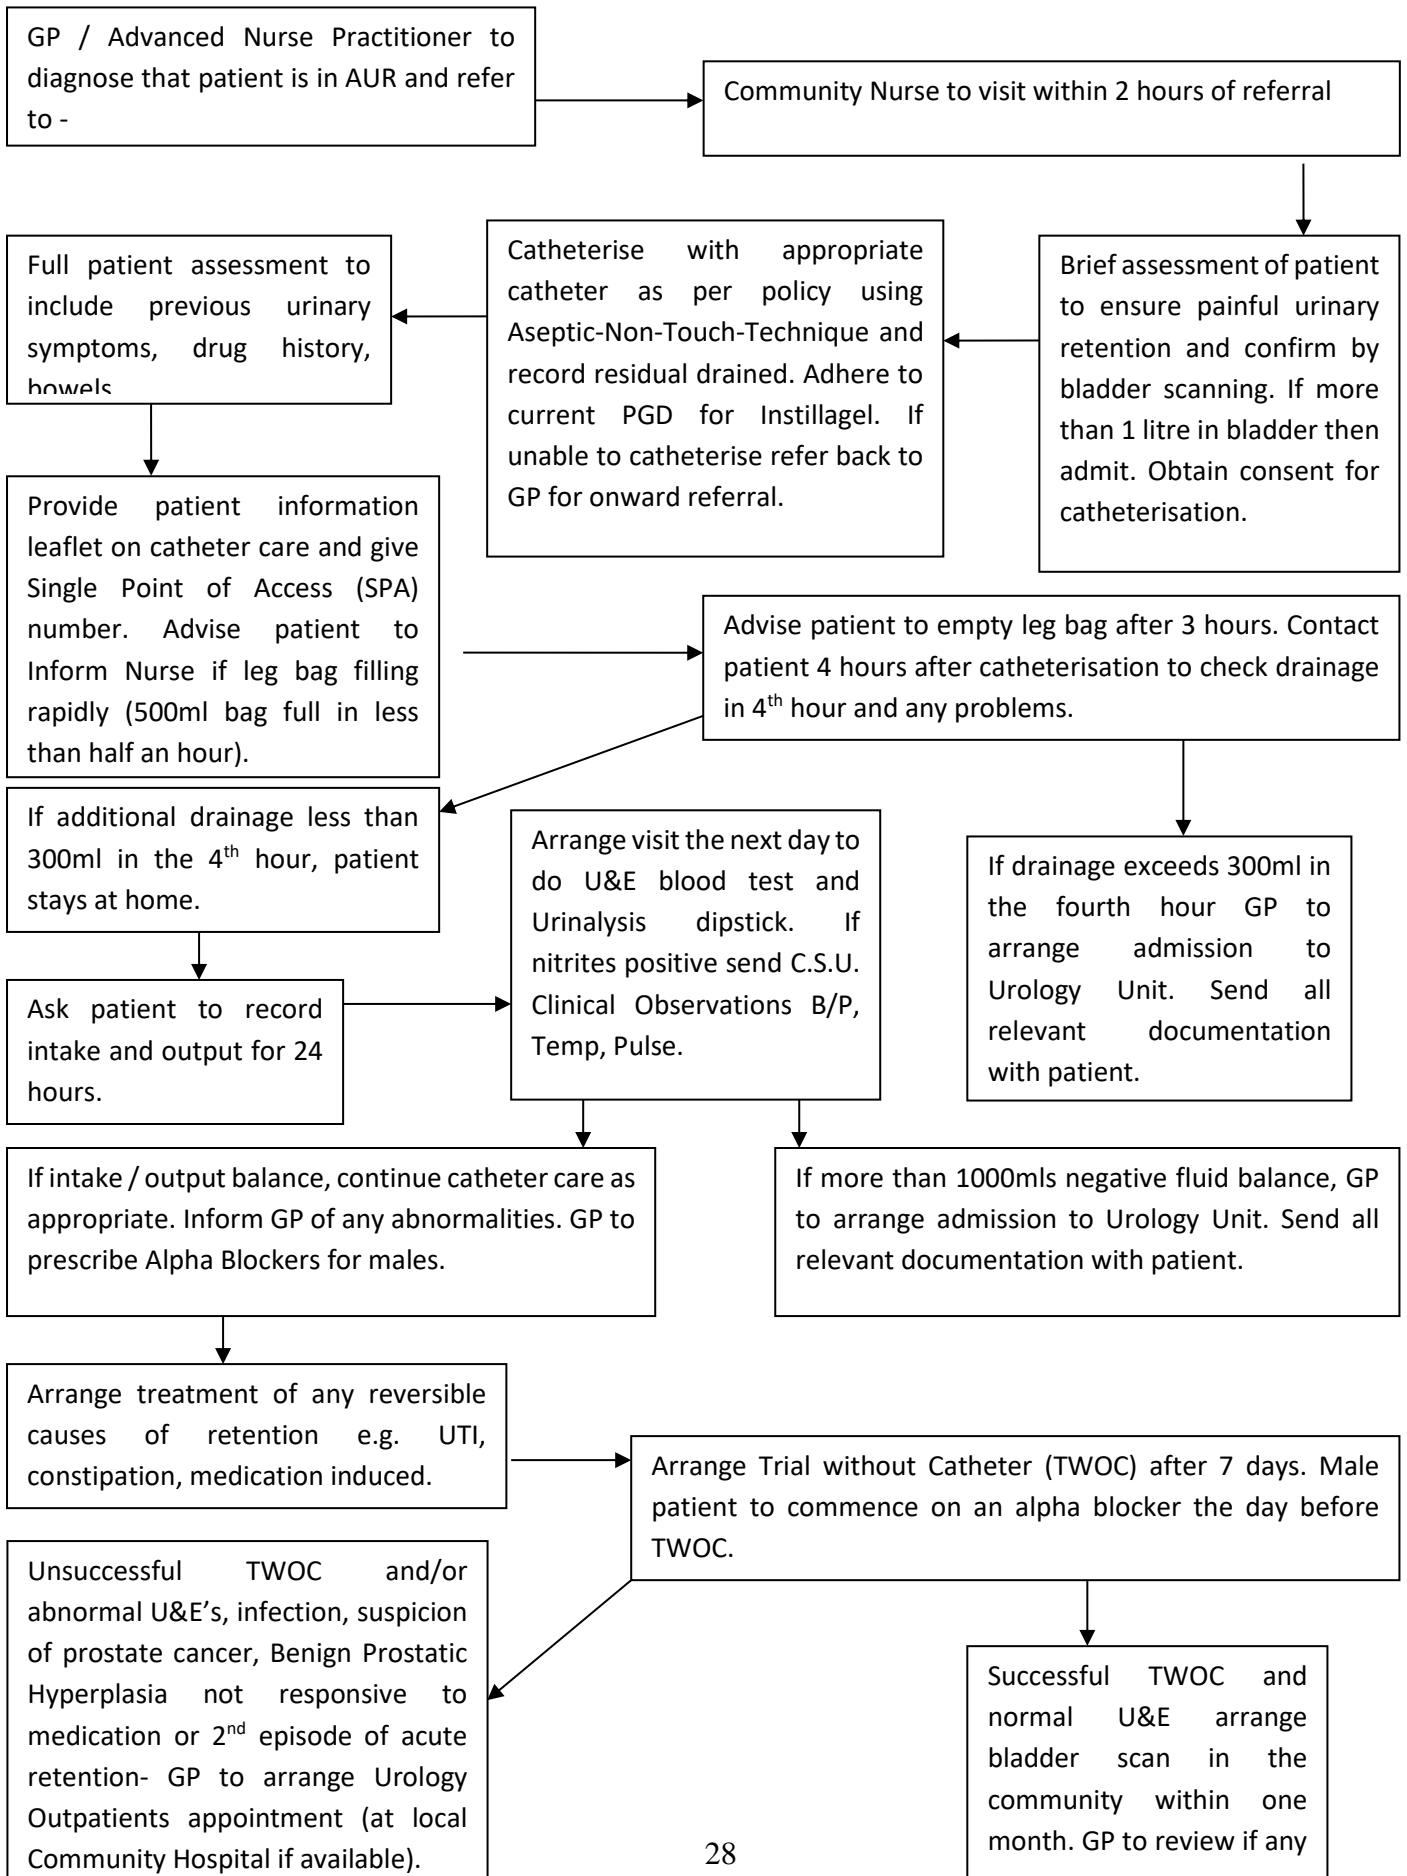 GP / Advanced Nurse Practitioner to
diagnose that patient is in AUR and refer
to -
Community Nurse to visit within 2 hours of referral
Brief assessment of patient
to ensure painful urinary
retention and confirm by
bladder scanning. If more
than 1 litre in bladder then
admit. Obtain consent for
catheterisation.
Catheterise with appropriate
catheter as per policy using
Aseptic-Non-Touch-Technique and
record residual drained. Adhere to
current PGD for Instillagel. If
unable to catheterise refer back to
GP for onward referral.
Full patient assessment to
include previous urinary
symptoms, drug history,
bowels
Provide patient information
leaflet on catheter care and give
Single Point of Access (SPA)
number. Advise patient to
Inform Nurse if leg bag filling
rapidly (500ml bag full in less
than half an hour).
Advise patient to empty leg bag after 3 hours. Contact
patient 4 hours after catheterisation to check drainage
in 4th hour and any problems.
If additional drainage less than
300ml in the 4th hour, patient
stays at home.
If drainage exceeds 300ml in
the fourth hour GP to
arrange admission to
Urology Unit. Send all
relevant documentation
with patient.
Ask patient to record
intake and output for 24
hours.
Arrange visit the next day to
do U&E blood test and
Urinalysis dipstick. If
nitrites positive send C.S.U.
Clinical Observations B/P,
Temp, Pulse.
If intake / output balance, continue catheter care as
appropriate. Inform GP of any abnormalities. GP to
prescribe Alpha Blockers for males.
If more than 1000mls negative fluid balance, GP
to arrange admission to Urology Unit. Send all
relevant documentation with patient.
Arrange treatment of any reversible
causes of retention e.g. UTI,
constipation, medication induced.
Arrange Trial without Catheter (TWOC) after 7 days. Male
patient to commence on an alpha blocker the day before
TWOC.
Unsuccessful TWOC and/or
abnormal U&E’s, infection, suspicion
of prostate cancer, Benign Prostatic
Hyperplasia not responsive to
medication or 2nd episode of acute
retention- GP to arrange Urology
Outpatients appointment (at local
Community Hospital if available).
Successful TWOC and
normal U&E arrange
bladder scan in the
community within one
month. GP to review if any
28